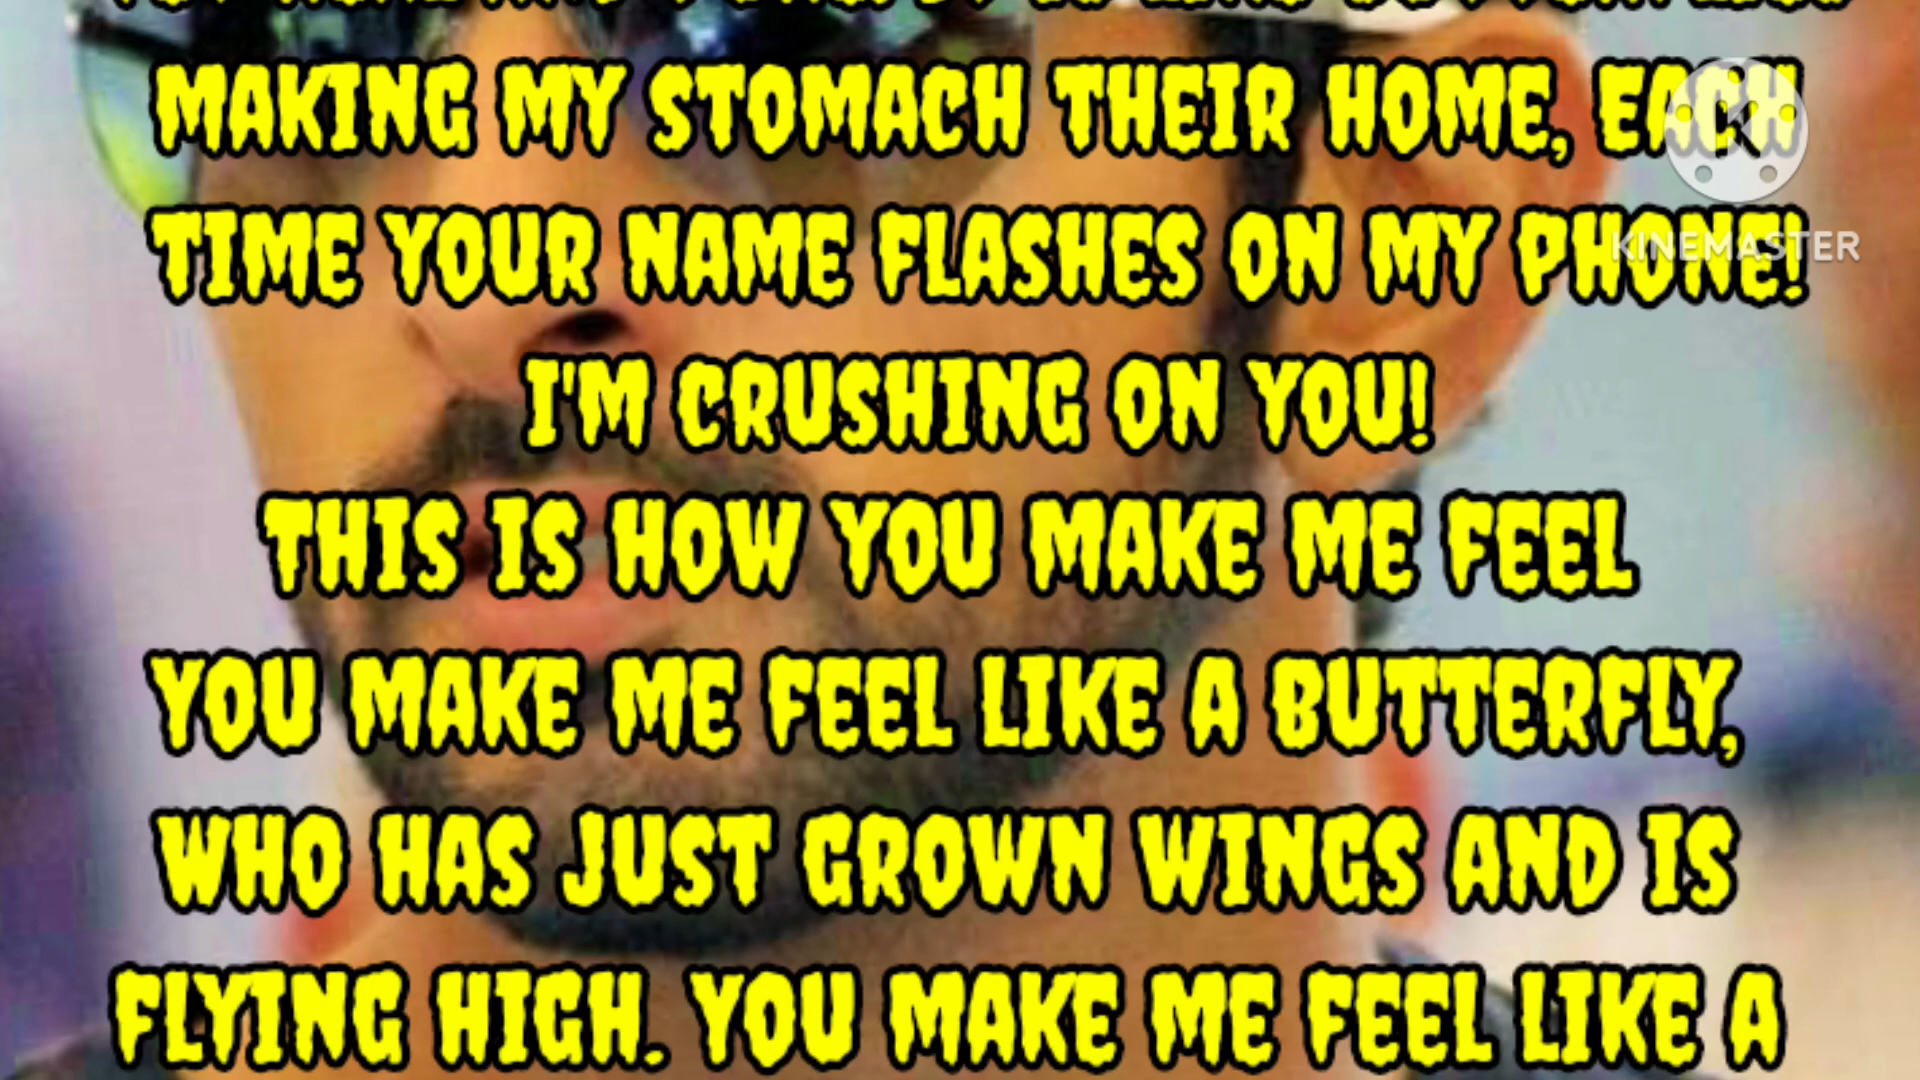 MAKING MY STOMACH THEIR HOME, EACH
TIME YOUR NAME FLASHES ON MY PHONE!
KINEMASTER
I'M CRUSHING ON YOU!
THIS IS HOW YOU MAKE ME FEEL
YOU MAKE ME FEEL LIKE A BUTTERFLY,
WHO HAS JUST GROWN WINGS AND IS
FLYING HIGH. YOU MAKE ME FEEL LIKE A